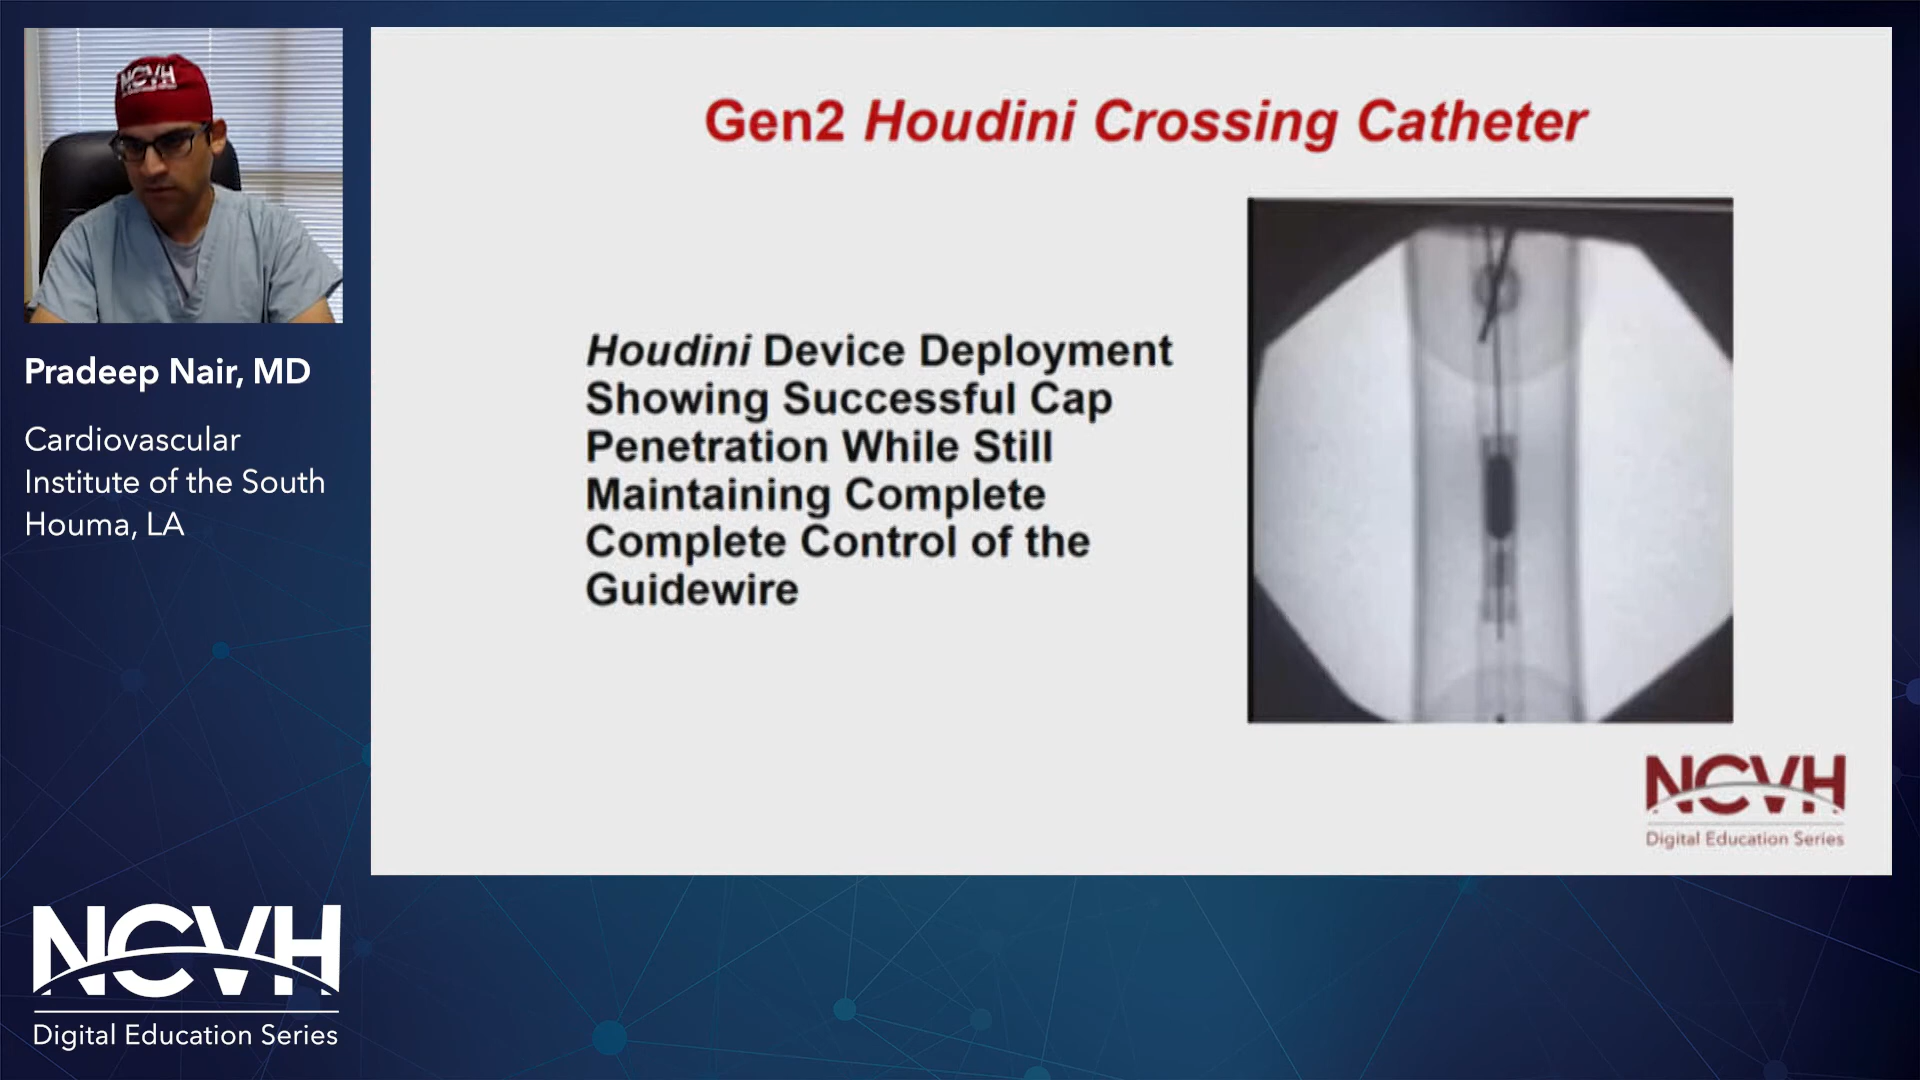 NCVH
Pradeep Nair, MD
Cardiovascular
Institute of the South
Houma, LA
NCVH
Digital Education Series
Gen2 Houdini Crossing Catheter
Houdini Device Deployment
Showing Successful Cap
Penetration While Still
Maintaining Complete
Complete Control of the
Guidewire
NCVH
Digital Education Series